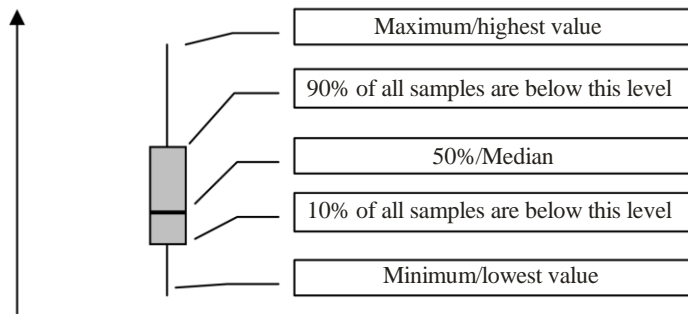 Maximum/highest value
90% of all samples are below this level
50%/Median
10% of all samples are below this level
Minimum/lowest value